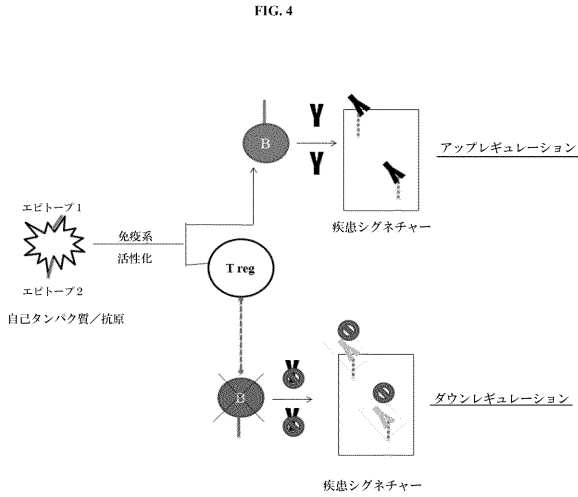 FIG. 4
B
アップレギュレーション
疾患シグネチャー
エピトープ1
免疫系
活性化
T reg
エピトープ2
自己タンパク質/抗原
B
ダウンレギュレーション
疾患シグネチャー